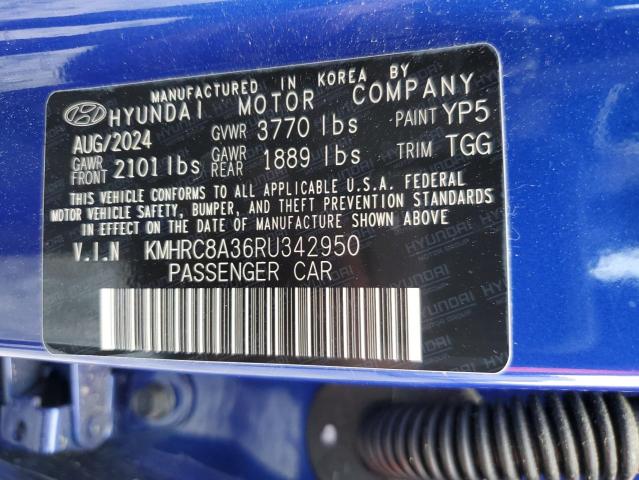 MANUFACTURED IN KOREA BY
HYUNDAI MOTOR COMPANY
AUG/2024 GVWR 3770 lbs PAINT YP5
GAWR FRONT 2101 lbs GAWR REAR 1889 lbs TRIM TGG
THIS VEHICLE CONFORMS TO ALL APPLICABLE U.S.A. FEDERAL
MOTOR VEHICLE SAFETY, BUMPER, AND THEFT PREVENTION STANDARDS
IN EFFECT ON THE DATE OF MANUFACTURE SHOWN ABOVE
V.I.N KMHRC8A36RU342950
PASSENGER CAR